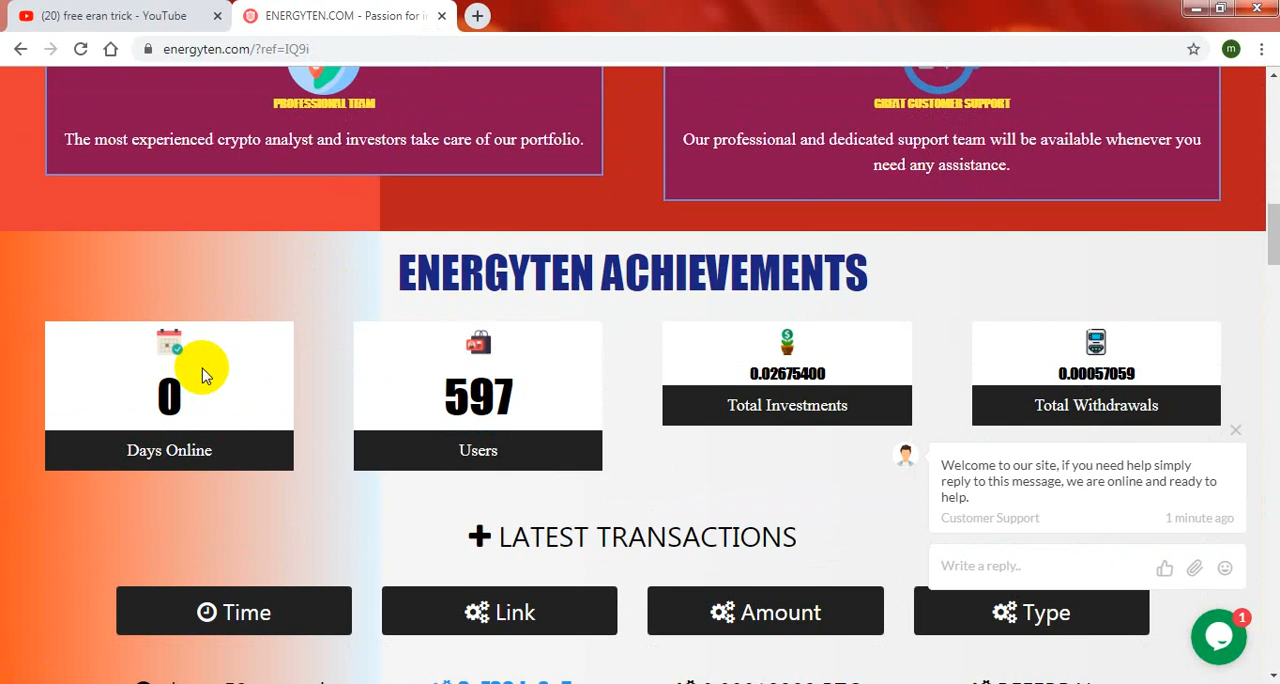 (20) free eran trick - YouTube
ENERGYTEN.COM - Passion for i
energyten.com/?ref=IQ9i
m
PROFESSIONAL TEAM
GREAT CUSTOMER SUPPORT
The most experienced crypto analyst and investors take care of our portfolio.
Our professional and dedicated support team will be available whenever you
need any assistance.
ENERGYTEN ACHIEVEMENTS
0
597
0.02675400
0.00057059
Total Investments
Total Withdrawals
Days Online
Users
Welcome to our site, if you need help simply
reply to this message, we are online and ready to
help.
Customer Support
1 minute ago
LATEST TRANSACTIONS
Write a reply..
Time
Link
Amount
Type
1